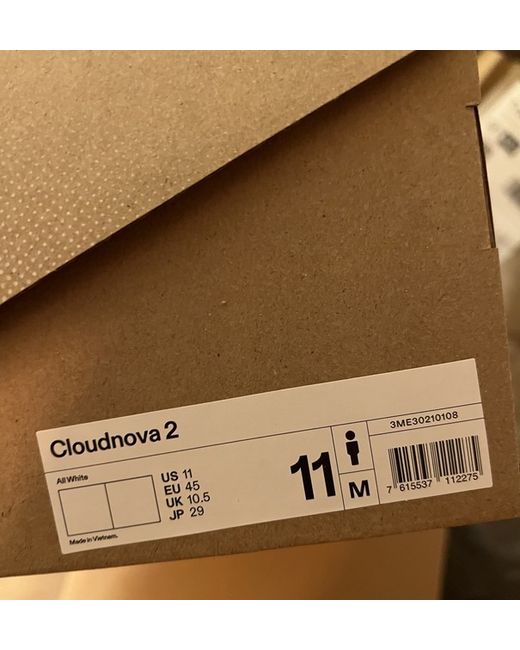 Cloudnova 2
All White
US 11
EU 45
UK 10.5
JP 29
Made in Vietnam.
11
M
3ME30210108
7 615537 112275